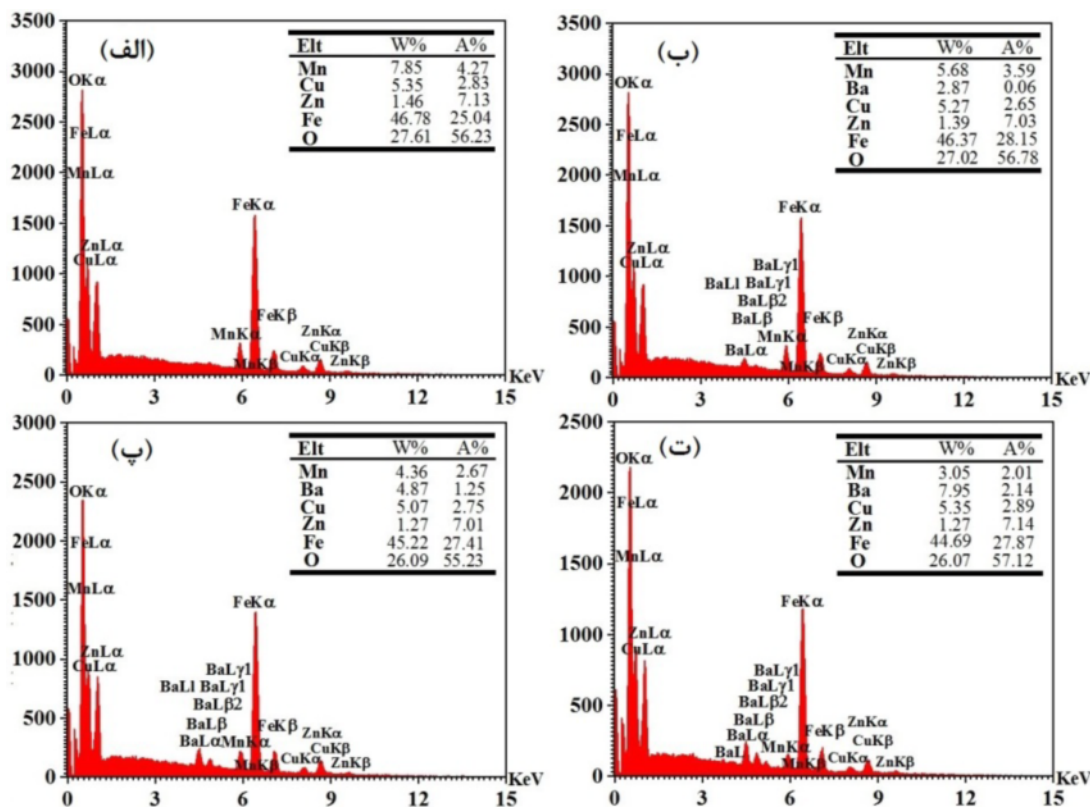 (الف)
3500
3000
2500
2000
1500
1000
500
0
OKα
FeLα
MnLα
ZnLα
CuLα
FeKα
FeKβ
MnKα
MnKβ
ZnKα
CuKβ
CuKα
ZnKβ
0 3 6 9 12 15
KeV
Elt W% A%
Mn 7.85 4.27
Cu 5.35 2.83
Zn 1.46 7.13
Fe 46.78 25.04
O 27.61 56.23
(ب)
3500
3000
2500
2000
1500
1000
500
0
OKα
FeLα
MnLα
ZnLα
CuLα
FeKα
BaLγ1
BaLl BaLγ1
BaLβ2
BaLβ
FeKβ
MnKα
BaLα
MnKβ
ZnKα
CuKβ
CuKα
ZnKβ
0 3 6 9 12 15
KeV
Elt W% A%
Mn 5.68 3.59
Ba 2.87 0.06
Cu 5.27 2.65
Zn 1.39 7.03
Fe 46.37 28.15
O 27.02 56.78
(پ)
3000
2500
2000
1500
1000
500
0
OKα
FeLα
MnLα
ZnLα
CuLα
FeKα
BaLγ1
BaLl BaLγ1
BaLβ2
BaLβ
FeKβ
BaLα
MnKα
MnKβ
ZnKα
CuKβ
CuKα
ZnKβ
0 3 6 9 12 15
KeV
Elt W% A%
Mn 4.36 2.67
Ba 4.87 1.25
Cu 5.07 2.75
Zn 1.27 7.01
Fe 45.22 27.41
O 26.09 55.23
(ت)
2500
2000
1500
1000
500
0
OKα
FeLα
MnLα
ZnLα
CuLα
FeKα
BaLγ1
BaLγ1
BaLβ2
BaLβ
BaLα
FeKβ
MnKα
MnKβ
ZnKα
CuKβ
CuKα
ZnKβ
0 3 6 9 12 15
KeV
Elt W% A%
Mn 3.05 2.01
Ba 7.95 2.14
Cu 5.35 2.89
Zn 1.27 7.14
Fe 44.69 27.87
O 26.07 57.12